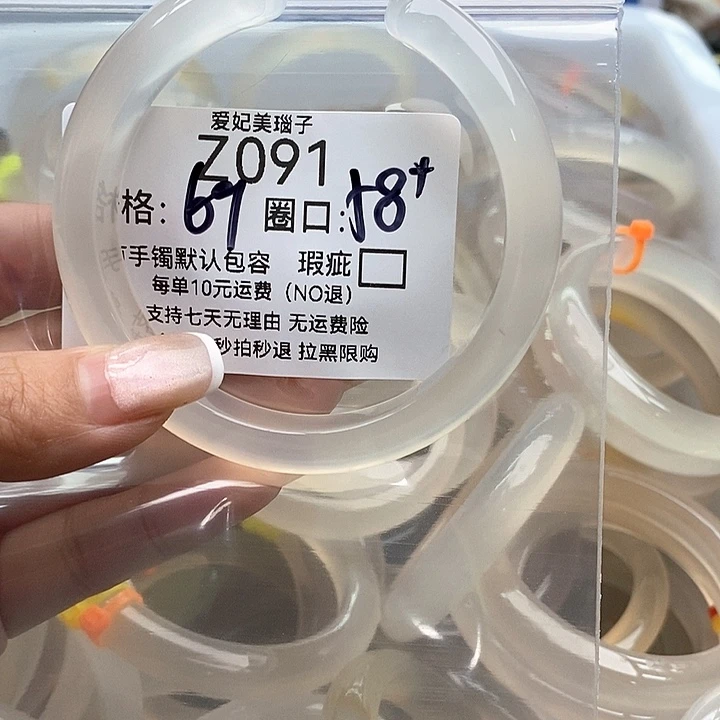 爱妃美瑙子
Z091
格: 69 圈口:58+
手镯默认包容 瑕疵
每单10元运费（NO退）
支持七天无理由 无运费险
秒拍秒退 拉黑限购